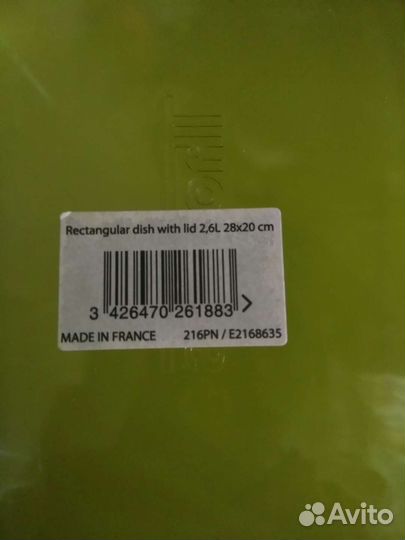 Rectangular dish with lid 2,6L 28x20 cm
3 426470 261883 >
MADE IN FRANCE 216PN / E2168635
Avito